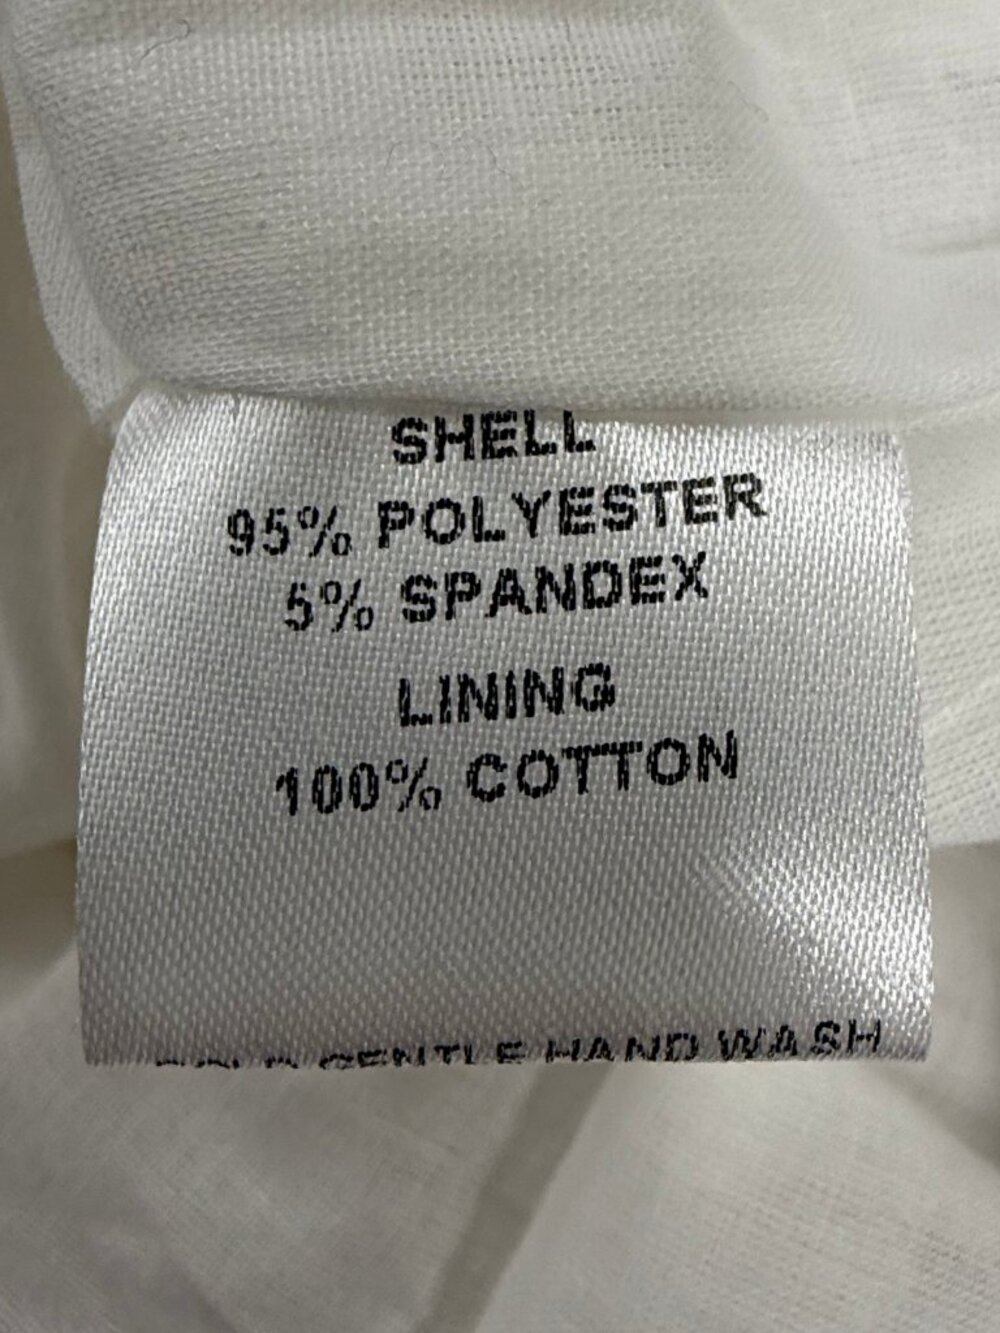 SHELL
95% POLYESTER
5% SPANDEX
LINING
100% COTTON
GENTLE HAND WASH